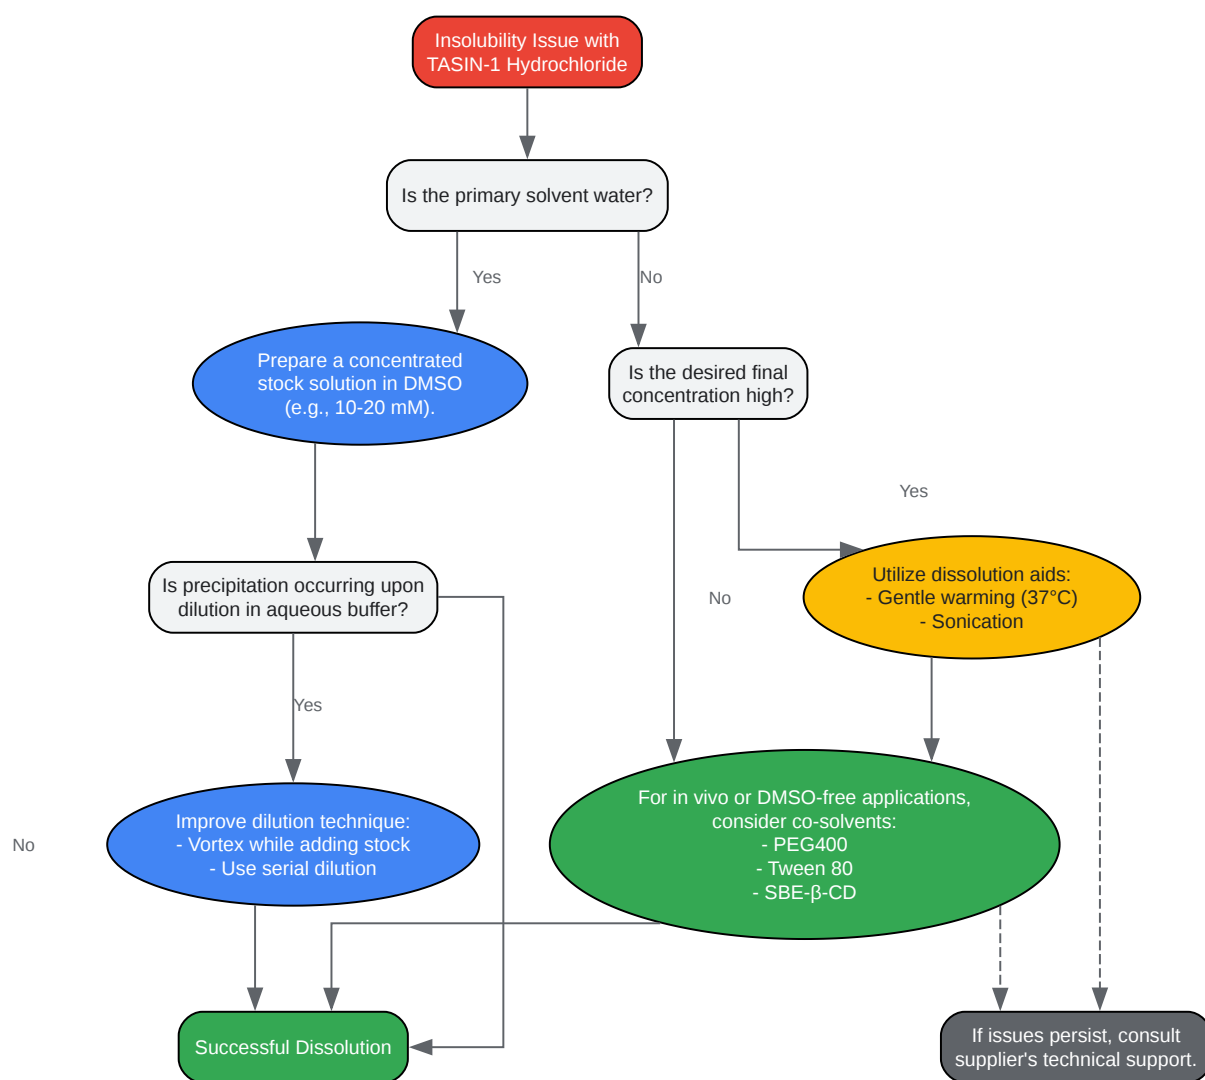 Insolubility Issue with
TASIN-1 Hydrochloride
Is the primary solvent water?
Yes
No
Prepare a concentrated
stock solution in DMSO
(e.g., 10-20 mM).
Is the desired final
concentration high?
Yes
No
Is precipitation occurring upon
dilution in aqueous buffer?
Utilize dissolution aids:
- Gentle warming (37°C)
- Sonication
Yes
No
Improve dilution technique:
- Vortex while adding stock
- Use serial dilution
For in vivo or DMSO-free applications,
consider co-solvents:
- PEG400
- Tween 80
- SBE-β-CD
Successful Dissolution
If issues persist, consult
supplier's technical support.